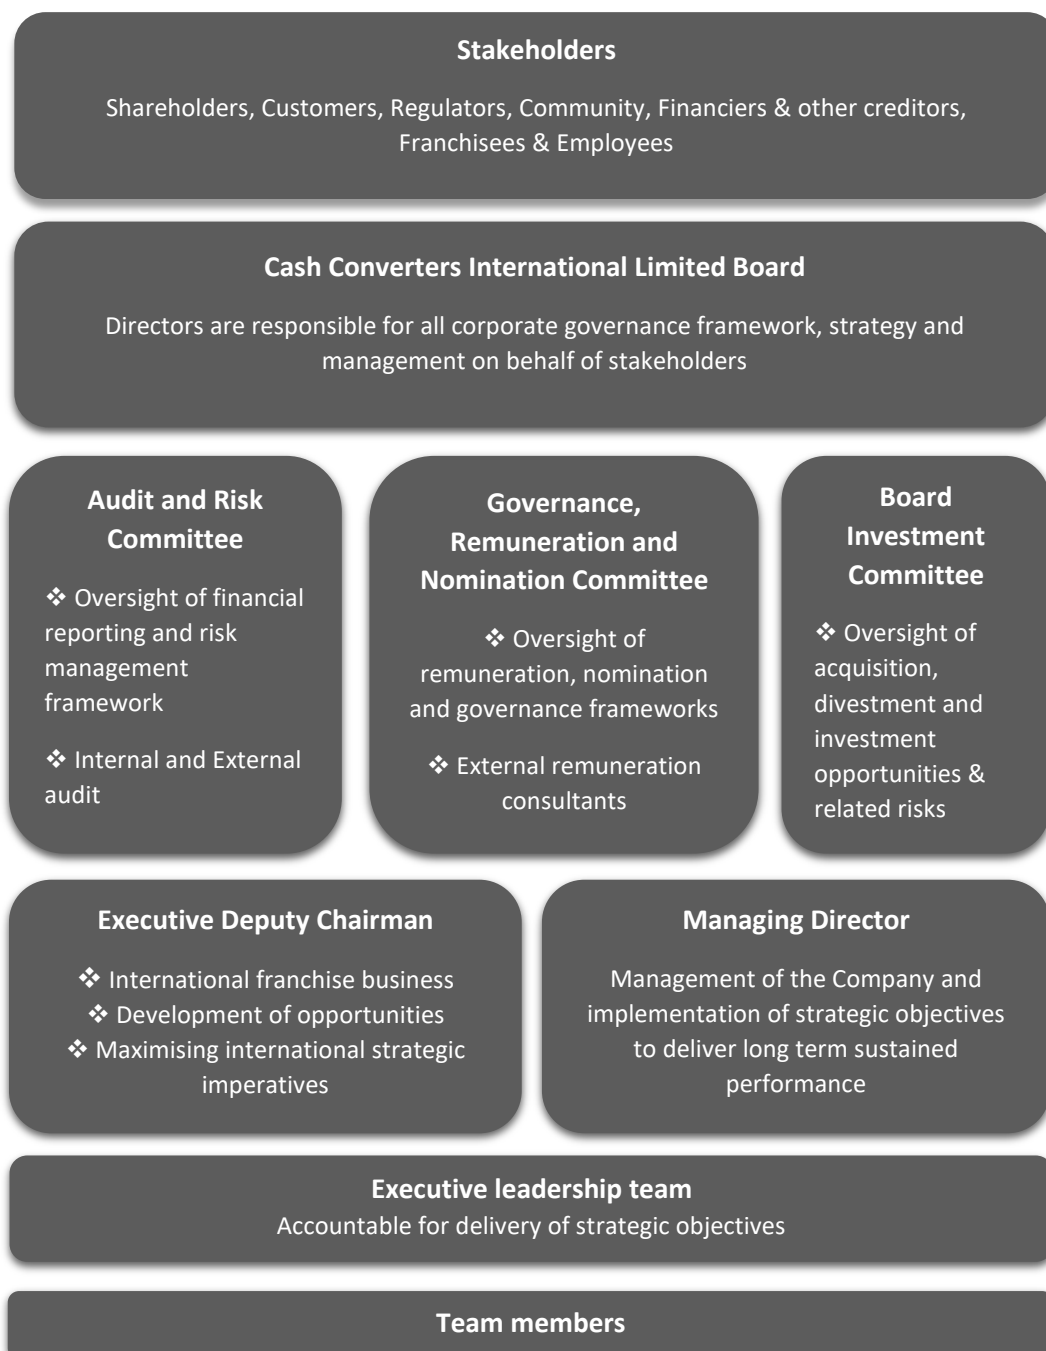 Stakeholders
Shareholders, Customers, Regulators, Community, Financiers & other creditors,
Franchisees & Employees
Cash Converters International Limited Board
Directors are responsible for all corporate governance framework, strategy and
management on behalf of stakeholders
Audit and Risk
Committee
❖ Oversight of financial
reporting and risk
management
framework
❖ Internal and External
audit
Governance,
Remuneration and
Nomination Committee
❖ Oversight of
remuneration, nomination
and governance frameworks
❖ External remuneration
consultants
Board
Investment
Committee
❖ Oversight of
acquisition,
divestment and
investment
opportunities &
related risks
Executive Deputy Chairman
❖ International franchise business
❖ Development of opportunities
❖ Maximising international strategic
imperatives
Managing Director
Management of the Company and
implementation of strategic objectives
to deliver long term sustained
performance
Executive leadership team
Accountable for delivery of strategic objectives
Team members